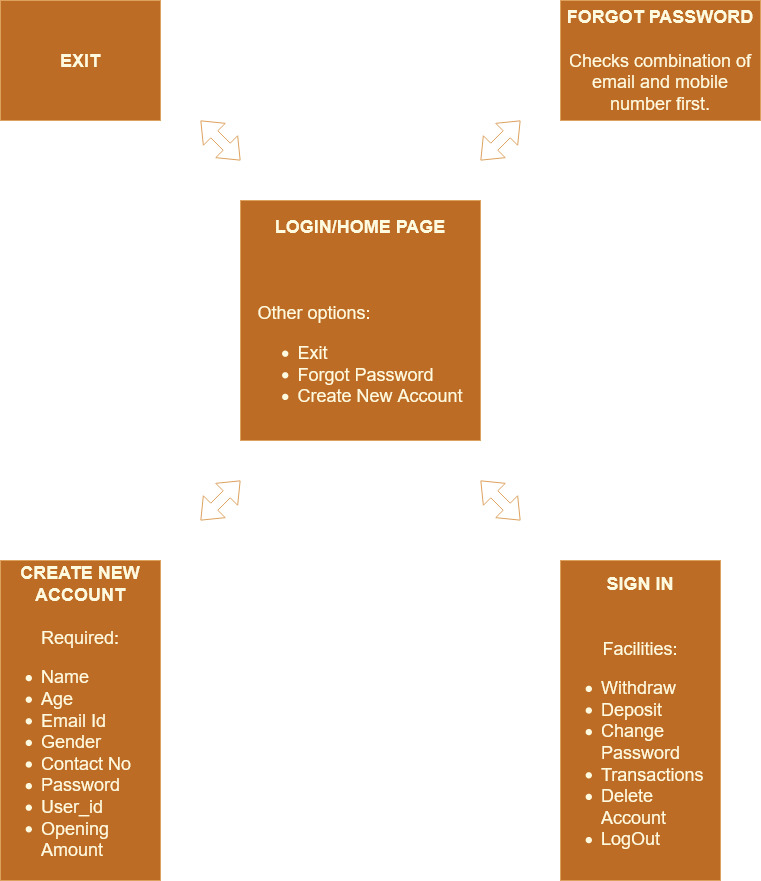 EXIT
FORGOT PASSWORD
Checks combination of
email and mobile
number first.
LOGIN/HOME PAGE
Other options:
Exit
Forgot Password
Create New Account
CREATE NEW
ACCOUNT
Required:
Name
Age
Email Id
Gender
Contact No
Password
User_id
Opening
Amount
SIGN IN
Facilities:
Withdraw
Deposit
Change
Password
Transactions
Delete
Account
LogOut